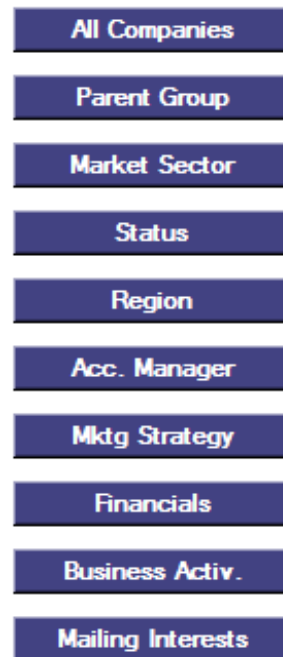 All Companies
Parent Group
Market Sector
Status
Region
Acc. Manager
Mktg Strategy
Financials
Business Activ.
Mailing Interests